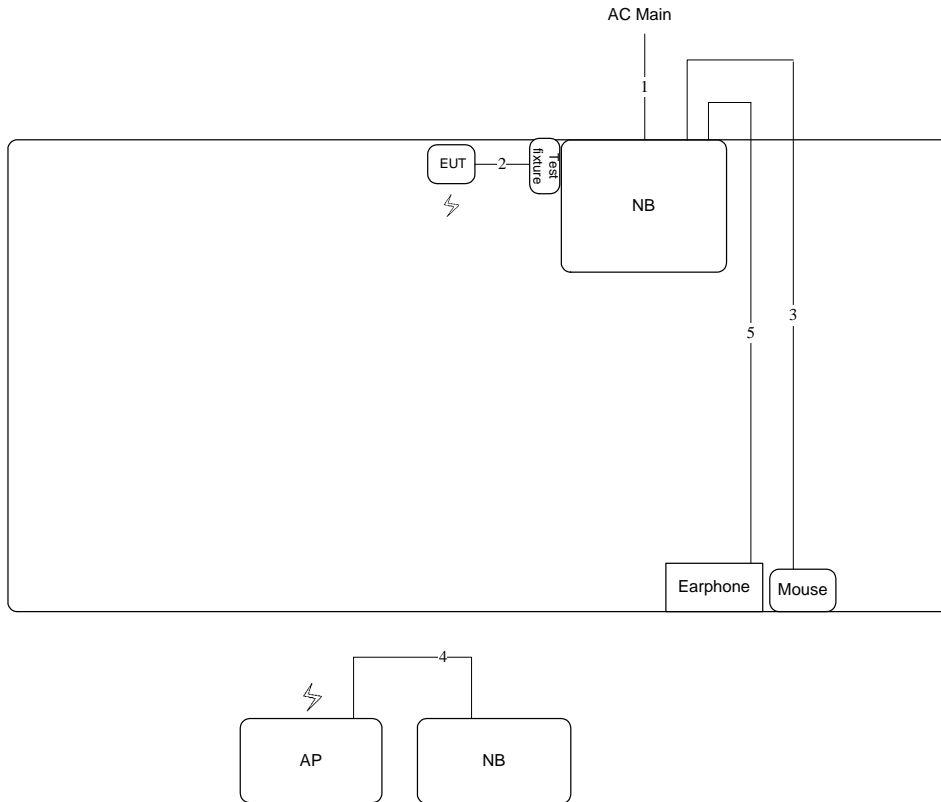 AC Main
1
EUT
2
Test
fixture
NB
3
5
Earphone
Mouse
4
AP
NB